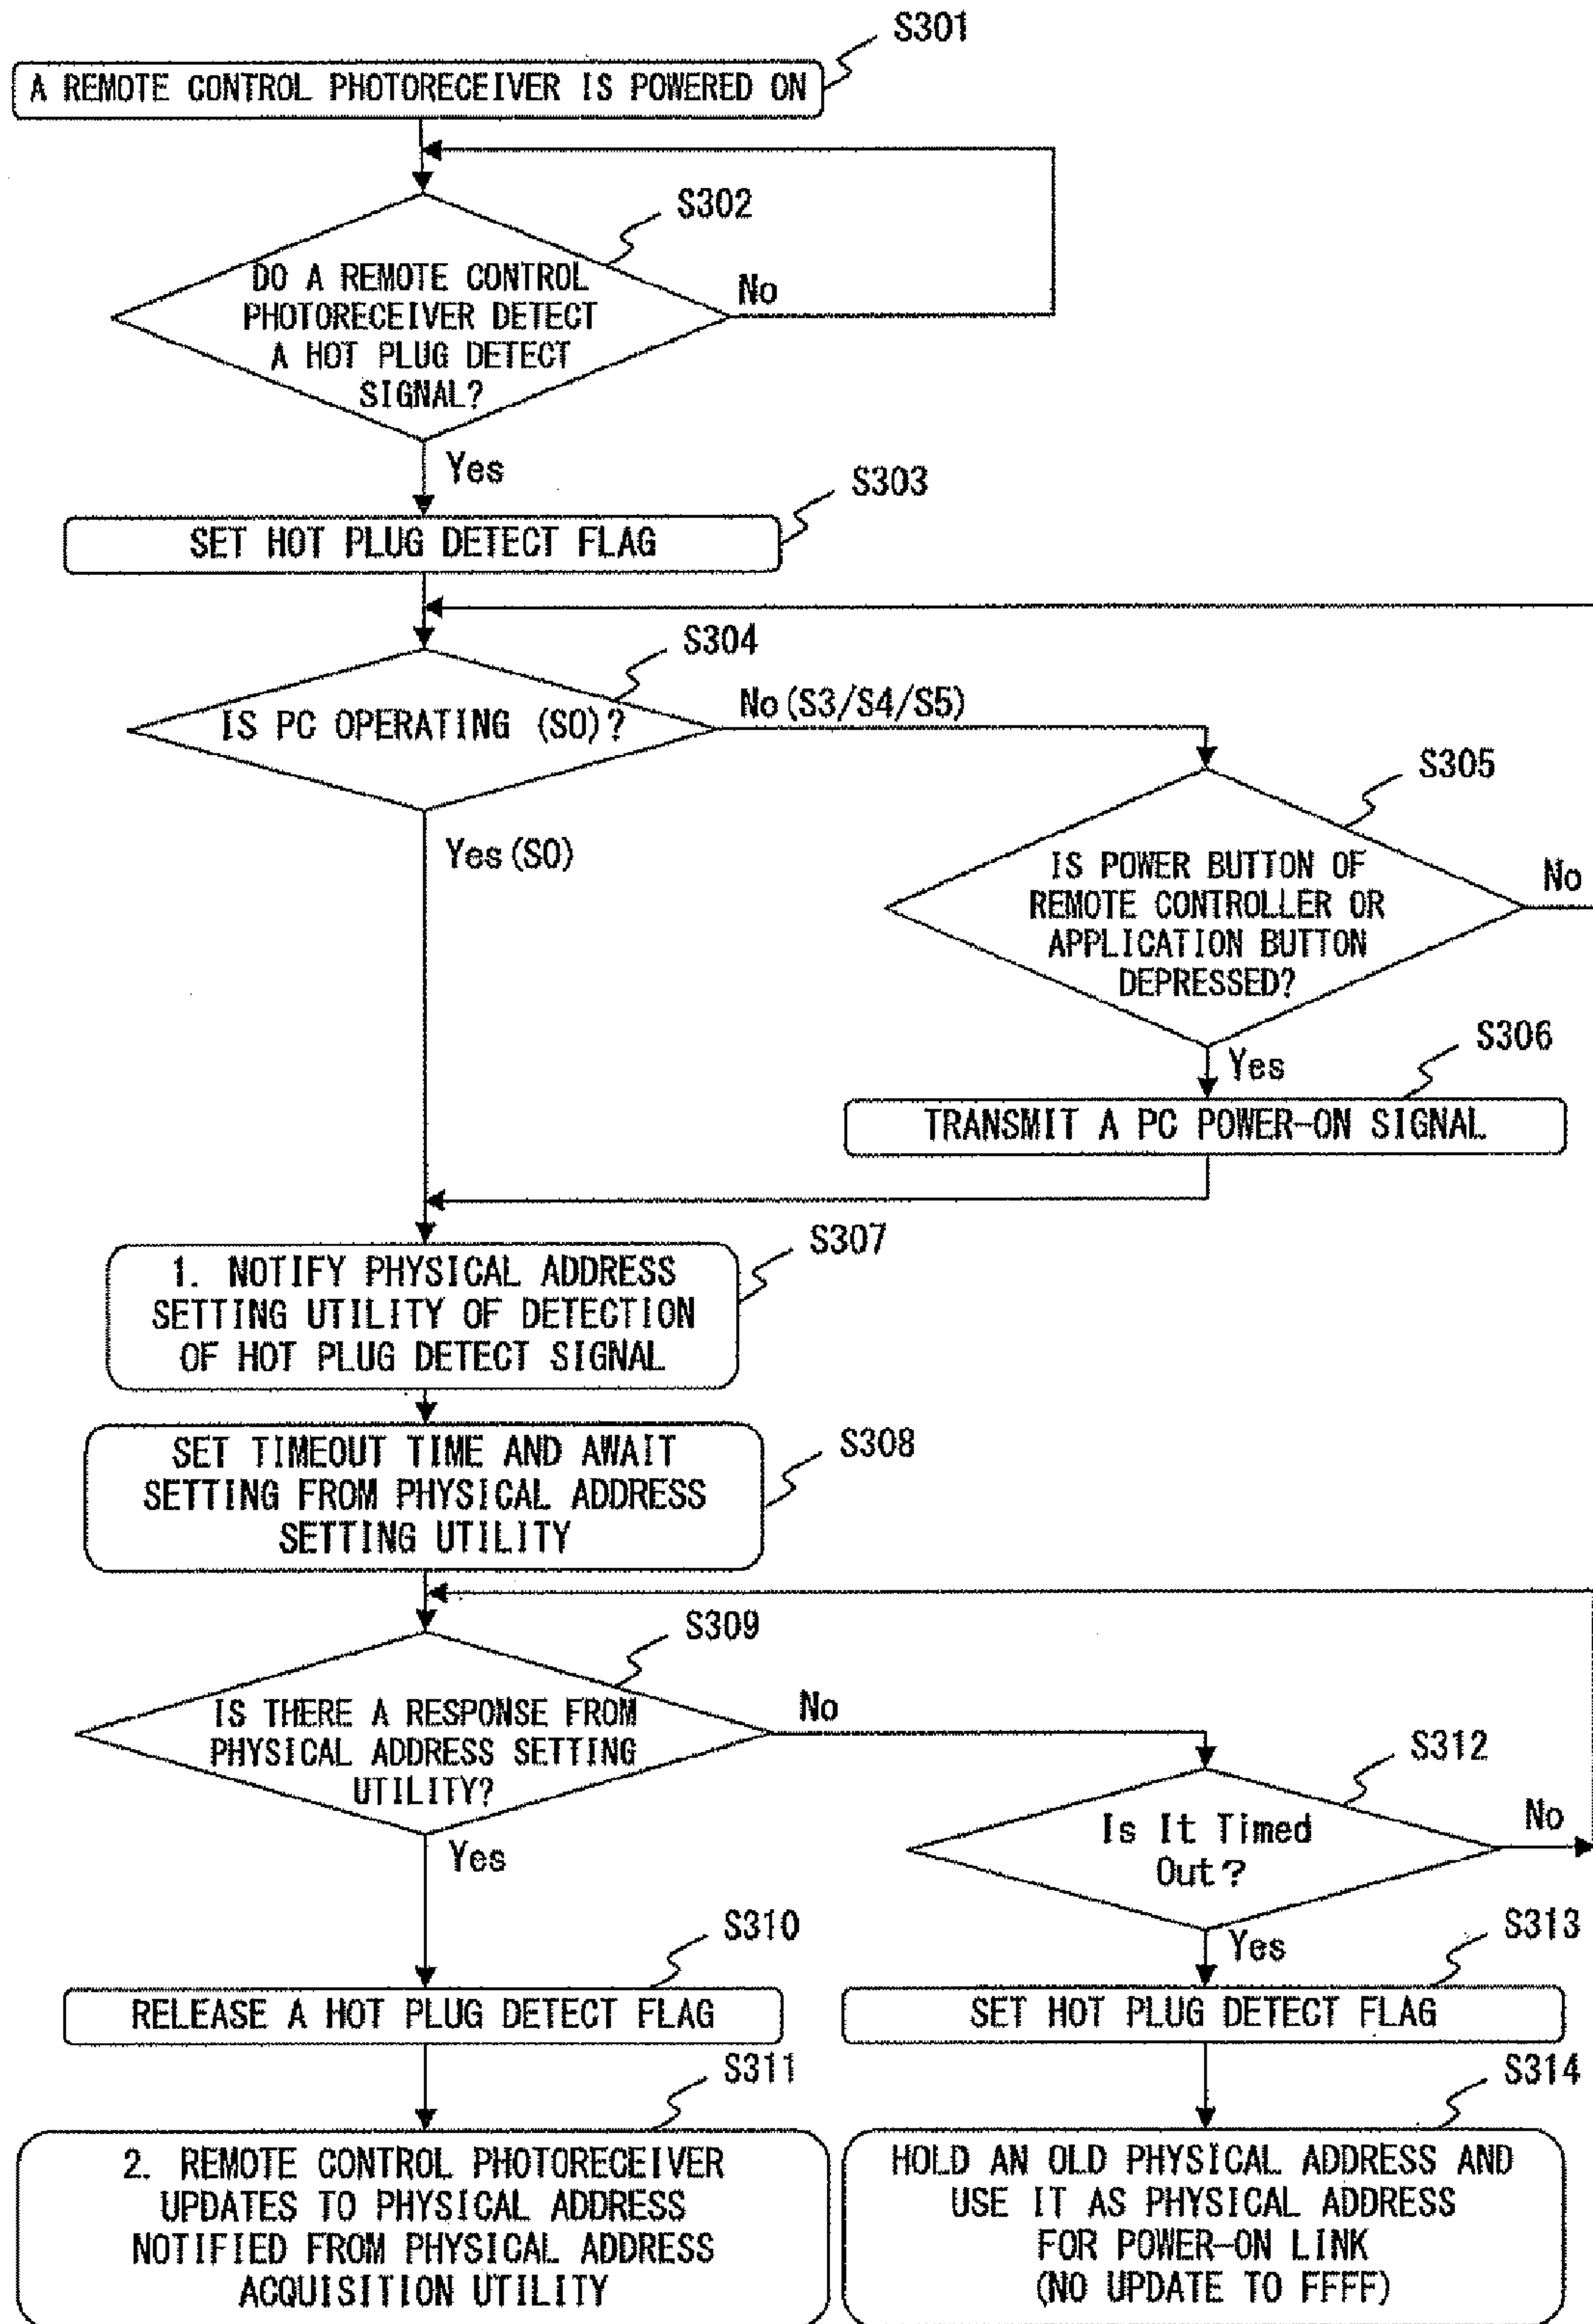 S301
A REMOTE CONTROL PHOTORECEIVER IS POWERED ON
S302
DO A REMOTE CONTROL
PHOTORECEIVER DETECT
A HOT PLUG DETECT
SIGNAL?
No
Yes
S303
SET HOT PLUG DETECT FLAG
S304
IS PC OPERATING (S0)?
No(S3/S4/S5)
Yes(S0)
S305
IS POWER BUTTON OF
REMOTE CONTROLLER OR
APPLICATION BUTTON
DEPRESSED?
No
Yes
S306
TRANSMIT A PC POWER-ON SIGNAL
S307
1. NOTIFY PHYSICAL ADDRESS
SETTING UTILITY OF DETECTION
OF HOT PLUG DETECT SIGNAL
S308
SET TIMEOUT TIME AND AWAIT
SETTING FROM PHYSICAL ADDRESS
SETTING UTILITY
S309
IS THERE A RESPONSE FROM
PHYSICAL ADDRESS SETTING
UTILITY?
No
Yes
S312
Is It Timed
Out?
No
Yes
S310
RELEASE A HOT PLUG DETECT FLAG
S313
SET HOT PLUG DETECT FLAG
S311
2. REMOTE CONTROL PHOTORECEIVER
UPDATES TO PHYSICAL ADDRESS
NOTIFIED FROM PHYSICAL ADDRESS
ACQUISITION UTILITY
S314
HOLD AN OLD PHYSICAL ADDRESS AND
USE IT AS PHYSICAL ADDRESS
FOR POWER-ON LINK
(NO UPDATE TO FFFF)